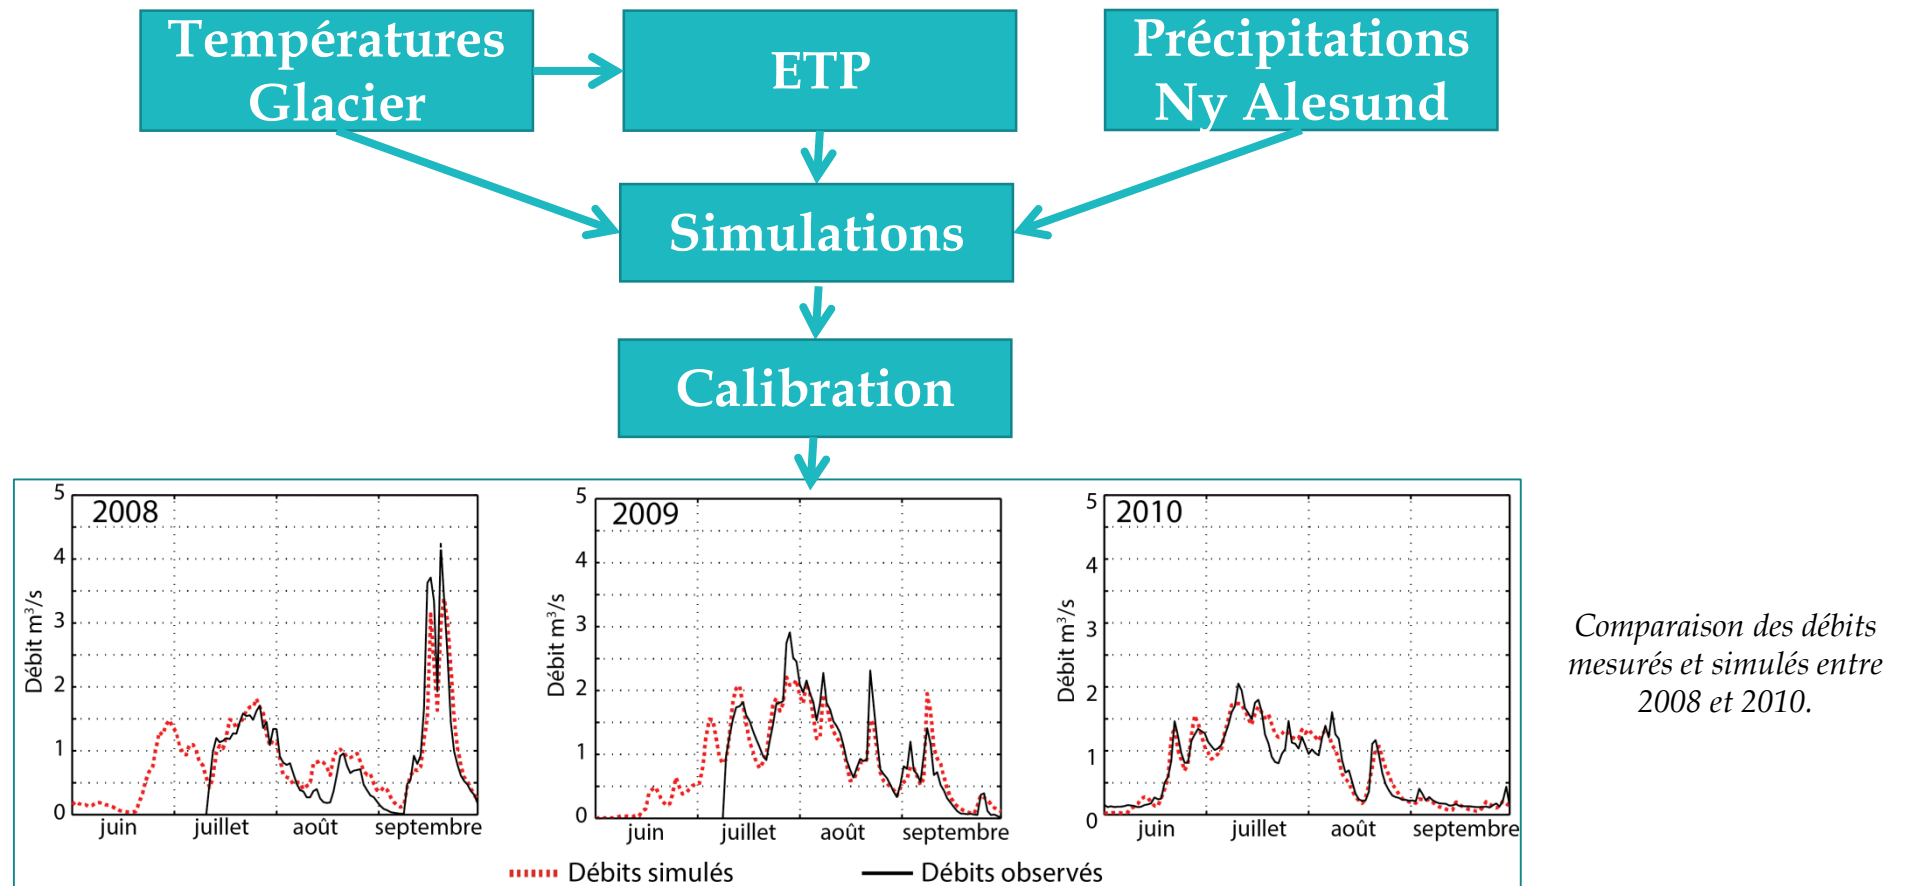 Températures
Glacier
ETP
Précipitations
Ny Alesund
Simulations
Calibration
2008
5
4
3
2
1
0
Débit m³/s
juin juillet août septembre
2009
5
4
3
2
1
0
Débit m³/s
juin juillet août septembre
2010
5
4
3
2
1
0
Débit m³/s
juin juillet août septembre
Débits simulés
Débits observés
Comparaison des débits
mesurés et simulés entre
2008 et 2010.